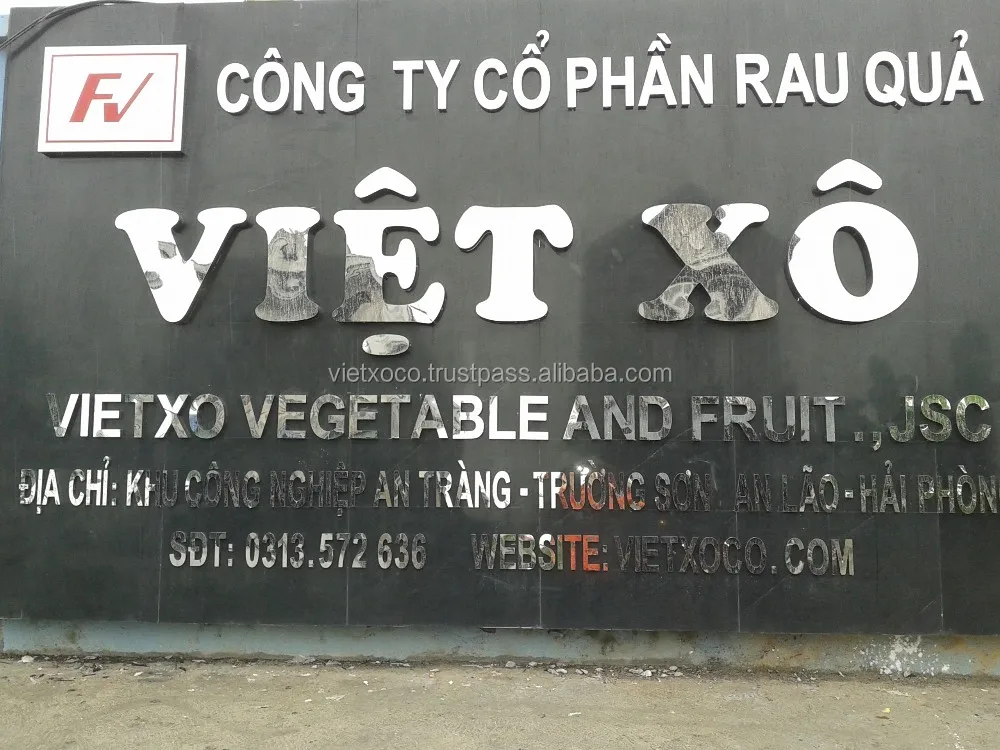 FV
CÔNG TY CỔ PHẦN RAU QUẢ
VIỆT XÔ
vietxoco.trustpass.alibaba.com
VIETXO VEGETABLE AND FRUIT.,JSC
ĐỊA CHỈ: KHU CÔNG NGHIỆP AN TRÀNG - TRƯỜNG SƠN AN LÃO - HẢI PHÒN
SĐT: 0313.572 636 WEBSITE: VIETXOCO.COM